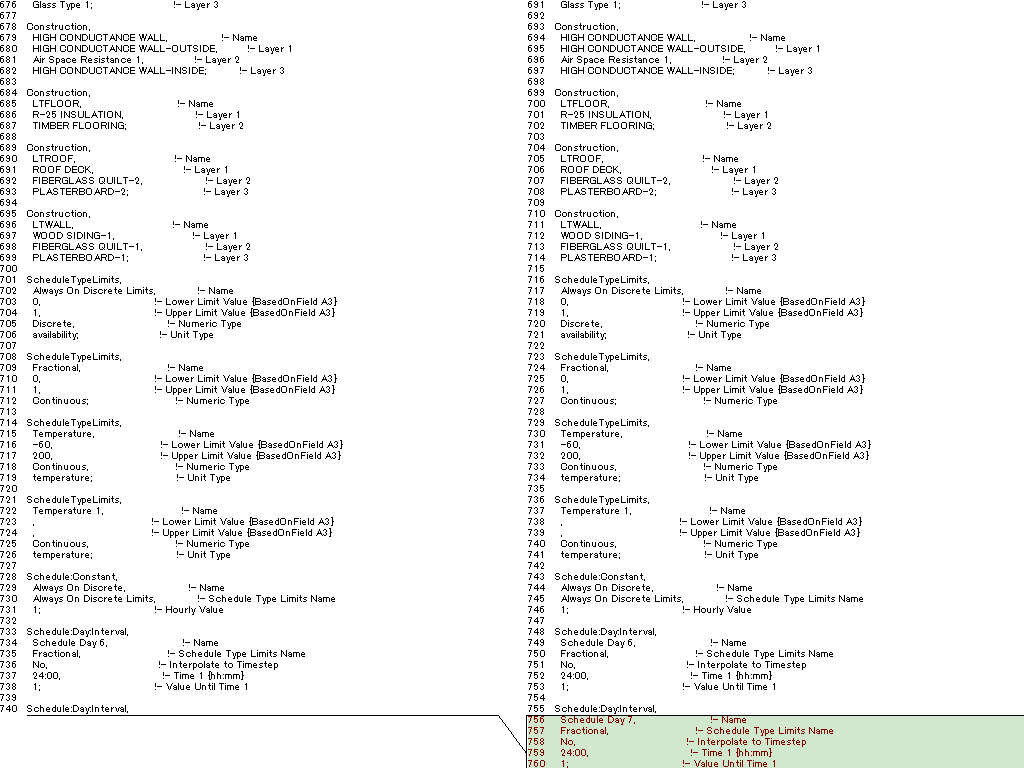 676 Glass Type 1; !- Layer 3
677
678 Construction,
679 HIGH CONDUCTANCE WALL, !- Name
680 HIGH CONDUCTANCE WALL-OUTSIDE, !- Layer 1
681 Air Space Resistance 1, !- Layer 2
682 HIGH CONDUCTANCE WALL-INSIDE; !- Layer 3
683
684 Construction,
685 LTFLOOR, !- Name
686 R-25 INSULATION, !- Layer 1
687 TIMBER FLOORING; !- Layer 2
688
689 Construction,
690 LTROOF, !- Name
691 ROOF DECK, !- Layer 1
692 FIBERGLASS QUILT-2, !- Layer 2
693 PLASTERBOARD-2; !- Layer 3
694
695 Construction,
696 LTWALL, !- Name
697 WOOD SIDING-1, !- Layer 1
698 FIBERGLASS QUILT-1, !- Layer 2
699 PLASTERBOARD-1; !- Layer 3
700
701 ScheduleTypeLimits,
702 Always On Discrete Limits, !- Name
703 0, !- Lower Limit Value {BasedOnField A3}
704 1, !- Upper Limit Value {BasedOnField A3}
705 Discrete, !- Numeric Type
706 availability; !- Unit Type
707
708 ScheduleTypeLimits,
709 Fractional, !- Name
710 0, !- Lower Limit Value {BasedOnField A3}
711 1, !- Upper Limit Value {BasedOnField A3}
712 Continuous; !- Numeric Type
713
714 ScheduleTypeLimits,
715 Temperature, !- Name
716 -60, !- Lower Limit Value {BasedOnField A3}
717 200, !- Upper Limit Value {BasedOnField A3}
718 Continuous, !- Numeric Type
719 temperature; !- Unit Type
720
721 ScheduleTypeLimits,
722 Temperature 1, !- Name
723 , !- Lower Limit Value {BasedOnField A3}
724 , !- Upper Limit Value {BasedOnField A3}
725 Continuous, !- Numeric Type
726 temperature; !- Unit Type
727
728 Schedule:Constant,
729 Always On Discrete, !- Name
730 Always On Discrete Limits, !- Schedule Type Limits Name
731 1; !- Hourly Value
732
733 Schedule:Day:Interval,
734 Schedule Day 6, !- Name
735 Fractional, !- Schedule Type Limits Name
736 No, !- Interpolate to Timestep
737 24:00, !- Time 1 {hh:mm}
738 1; !- Value Until Time 1
739
740 Schedule:Day:Interval,
691 Glass Type 1; !- Layer 3
692
693 Construction,
694 HIGH CONDUCTANCE WALL, !- Name
695 HIGH CONDUCTANCE WALL-OUTSIDE, !- Layer 1
696 Air Space Resistance 1, !- Layer 2
697 HIGH CONDUCTANCE WALL-INSIDE; !- Layer 3
698
699 Construction,
700 LTFLOOR, !- Name
701 R-25 INSULATION, !- Layer 1
702 TIMBER FLOORING; !- Layer 2
703
704 Construction,
705 LTROOF, !- Name
706 ROOF DECK, !- Layer 1
707 FIBERGLASS QUILT-2, !- Layer 2
708 PLASTERBOARD-2; !- Layer 3
709
710 Construction,
711 LTWALL, !- Name
712 WOOD SIDING-1, !- Layer 1
713 FIBERGLASS QUILT-1, !- Layer 2
714 PLASTERBOARD-1; !- Layer 3
715
716 ScheduleTypeLimits,
717 Always On Discrete Limits, !- Name
718 0, !- Lower Limit Value {BasedOnField A3}
719 1, !- Upper Limit Value {BasedOnField A3}
720 Discrete, !- Numeric Type
721 availability; !- Unit Type
722
723 ScheduleTypeLimits,
724 Fractional, !- Name
725 0, !- Lower Limit Value {BasedOnField A3}
726 1, !- Upper Limit Value {BasedOnField A3}
727 Continuous; !- Numeric Type
728
729 ScheduleTypeLimits,
730 Temperature, !- Name
731 -60, !- Lower Limit Value {BasedOnField A3}
732 200, !- Upper Limit Value {BasedOnField A3}
733 Continuous, !- Numeric Type
734 temperature; !- Unit Type
735
736 ScheduleTypeLimits,
737 Temperature 1, !- Name
738 , !- Lower Limit Value {BasedOnField A3}
739 , !- Upper Limit Value {BasedOnField A3}
740 Continuous, !- Numeric Type
741 temperature; !- Unit Type
742
743 Schedule:Constant,
744 Always On Discrete, !- Name
745 Always On Discrete Limits, !- Schedule Type Limits Name
746 1; !- Hourly Value
747
748 Schedule:Day:Interval,
749 Schedule Day 6, !- Name
750 Fractional, !- Schedule Type Limits Name
751 No, !- Interpolate to Timestep
752 24:00, !- Time 1 {hh:mm}
753 1; !- Value Until Time 1
754
755 Schedule:Day:Interval,
756 Schedule Day 7, !- Name
757 Fractional, !- Schedule Type Limits Name
758 No, !- Interpolate to Timestep
759 24:00, !- Time 1 {hh:mm}
760 1; !- Value Until Time 1